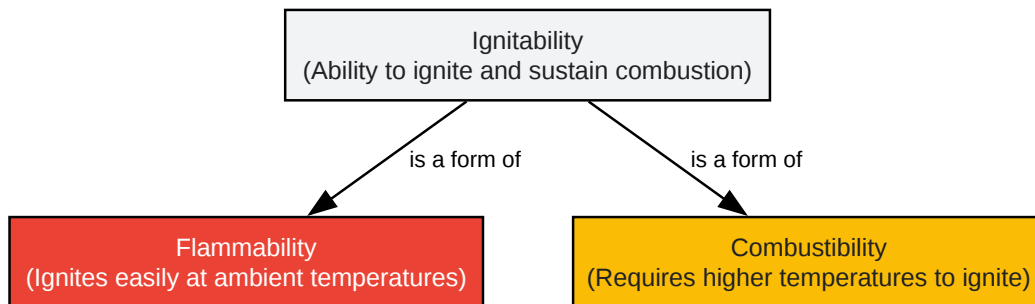 Ignitability
(Ability to ignite and sustain combustion)
is a form of
is a form of
Flammability
(Ignites easily at ambient temperatures)
Combustibility
(Requires higher temperatures to ignite)